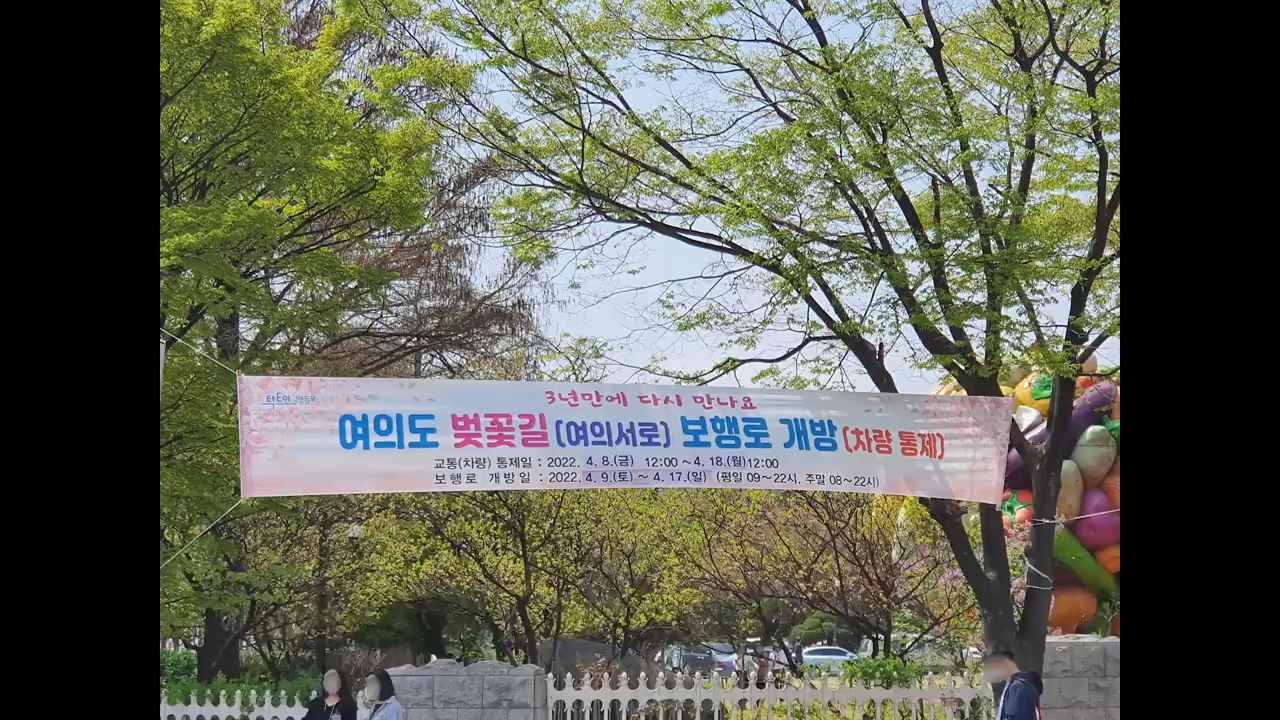 3년만에 다시 만나요
탁트인 영등포
여의도 벚꽃길 (여의서로) 보행로 개방 (차량 통제)
교통(차량) 통제일 : 2022. 4. 8.(금) 12:00 ~ 4. 18.(월) 12:00
보행로 개방일 : 2022. 4. 9.(토) ~ 4. 17.(일) (평일 09~22시, 주말 08~22시)